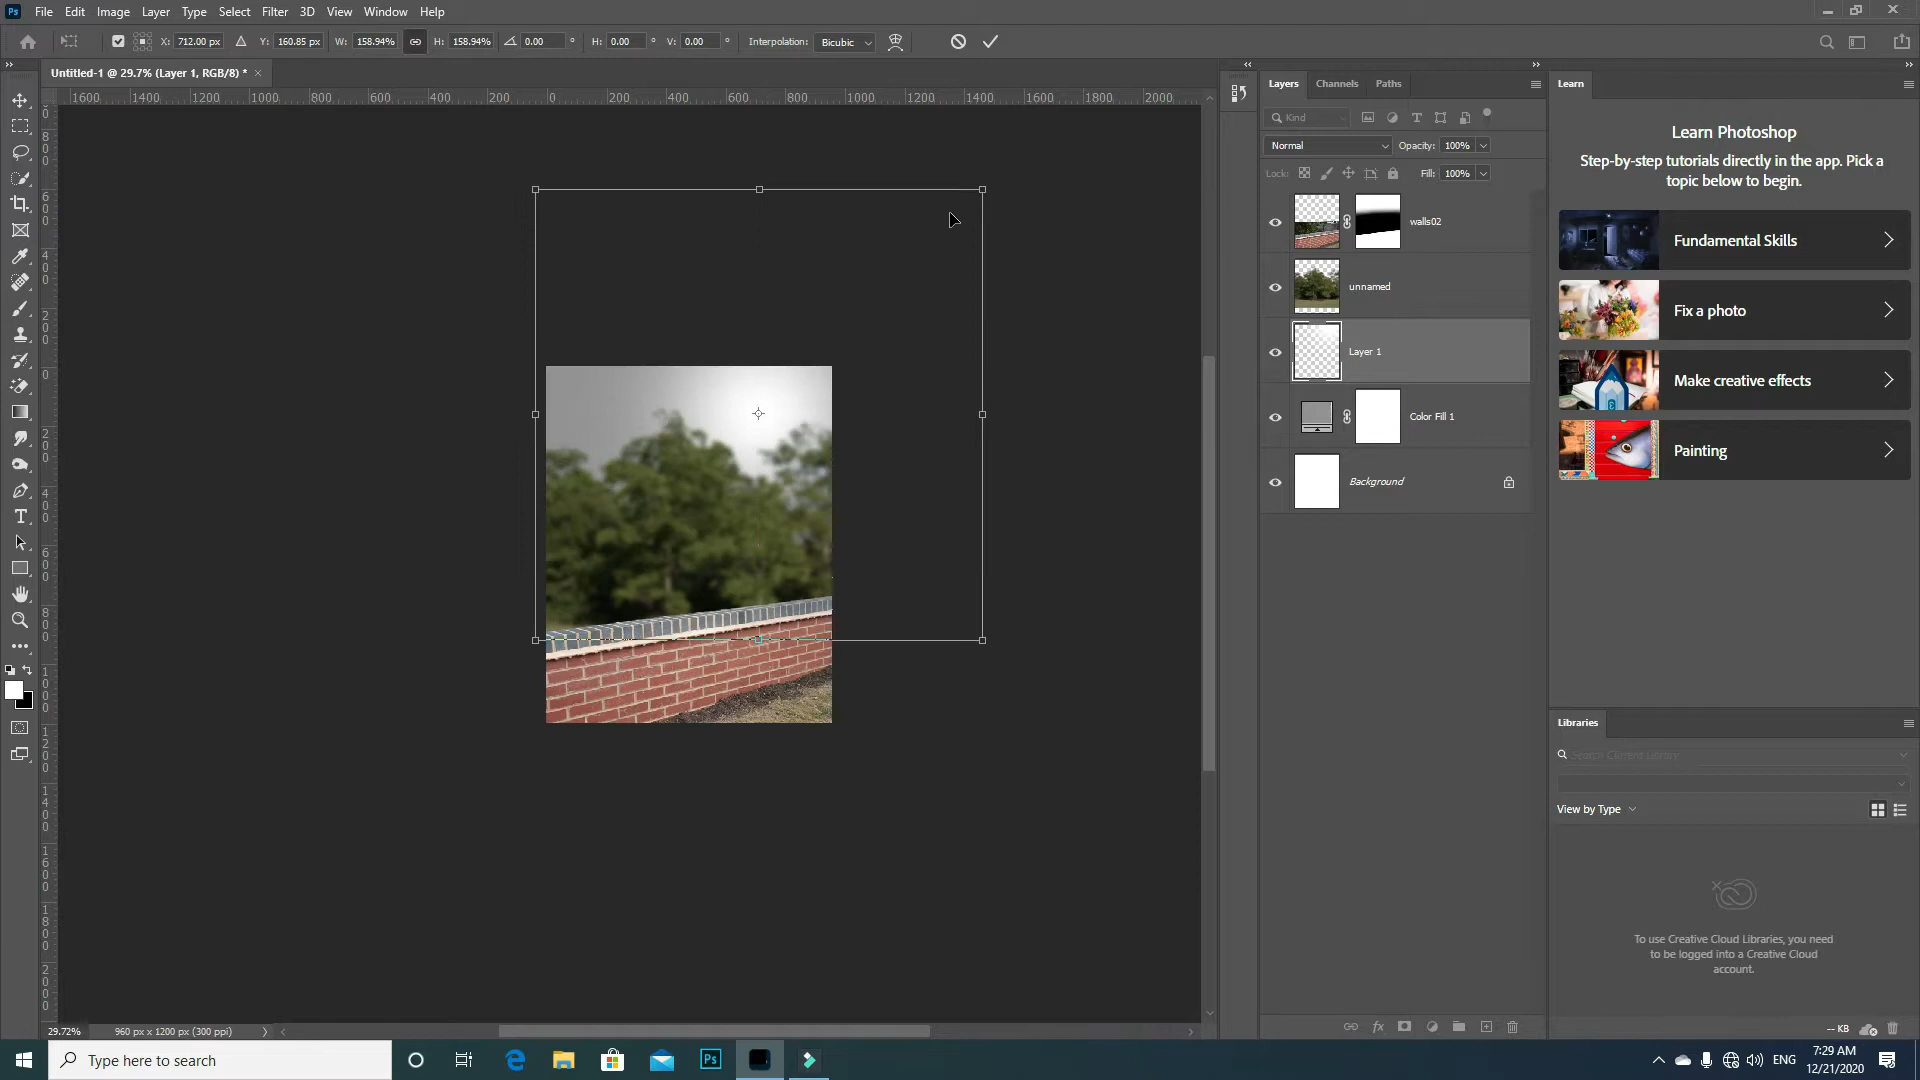 Ps File Edit Image Layer Type Select Filter 3D View Window Help
X: 712.00 px Y: 160.85 px W: 158.94% H: 158.94% 0.00 ° H: 0.00 ° V: 0.00 ° Interpolation: Bicubic
Untitled-1 @ 29.7% (Layer 1, RGB/8) * ×
1600 1400 1200 1000 800 600 400 200 0 200 400 600 800 1000 1200 1400 1600 1800 2000
Layers Channels Paths
Kind
Normal Opacity: 100%
Lock: Fill: 100%
walls02
unnamed
Layer 1
Color Fill 1
Background
Learn
Learn Photoshop
Step-by-step tutorials directly in the app. Pick a
topic below to begin.
Fundamental Skills
Fix a photo
Make creative effects
Painting
Libraries
Search Current Library
View by Type
To use Creative Cloud Libraries, you need
to be logged into a Creative Cloud
account.
-- KB
29.72% 960 px x 1200 px (300 ppi)
Type here to search
Ps
ENG
7:29 AM
12/21/2020